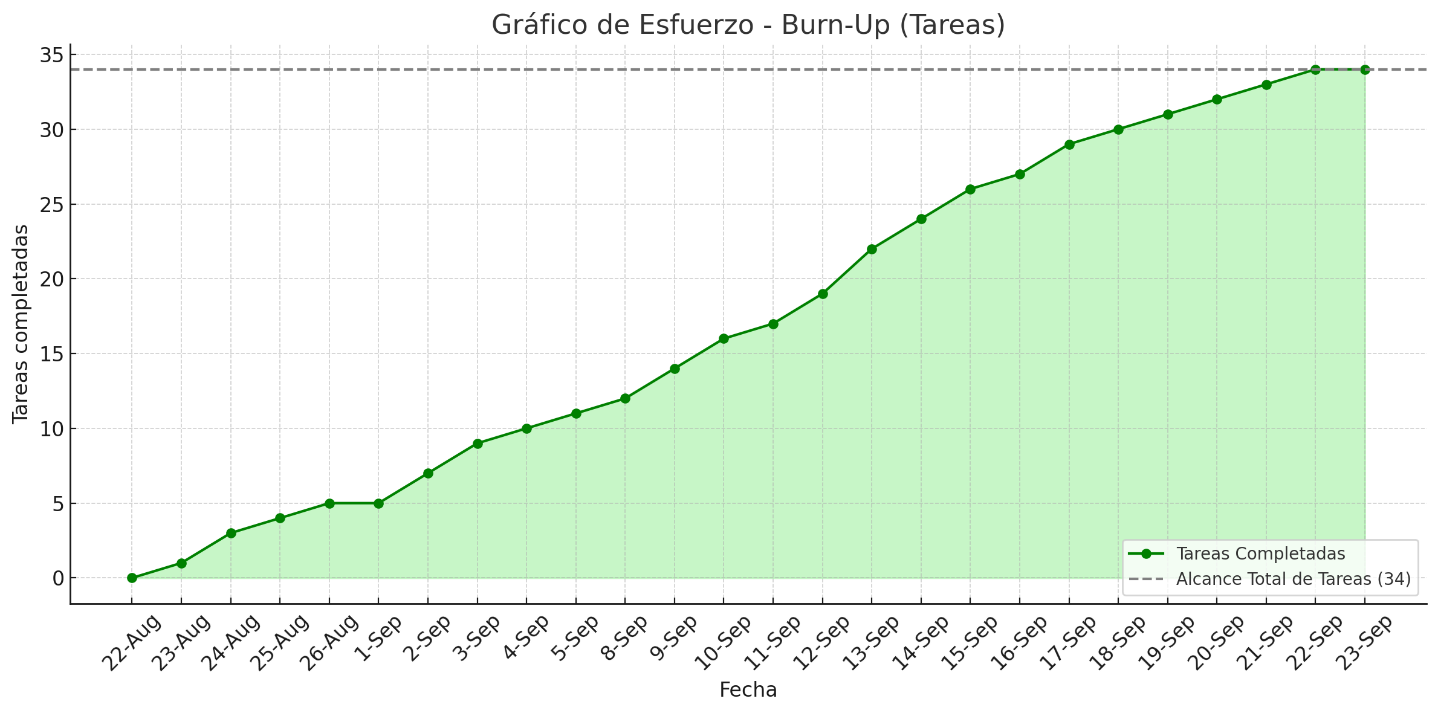 Gráfico de Esfuerzo - Burn-Up (Tareas)
Tareas completadas
35
30
25
20
15
10
5
0
Tareas Completadas
Alcance Total de Tareas (34)
22-Aug
23-Aug
24-Aug
25-Aug
26-Aug
1-Sep
2-Sep
3-Sep
4-Sep
5-Sep
8-Sep
9-Sep
10-Sep
11-Sep
12-Sep
13-Sep
14-Sep
15-Sep
16-Sep
17-Sep
18-Sep
19-Sep
20-Sep
21-Sep
22-Sep
23-Sep
Fecha